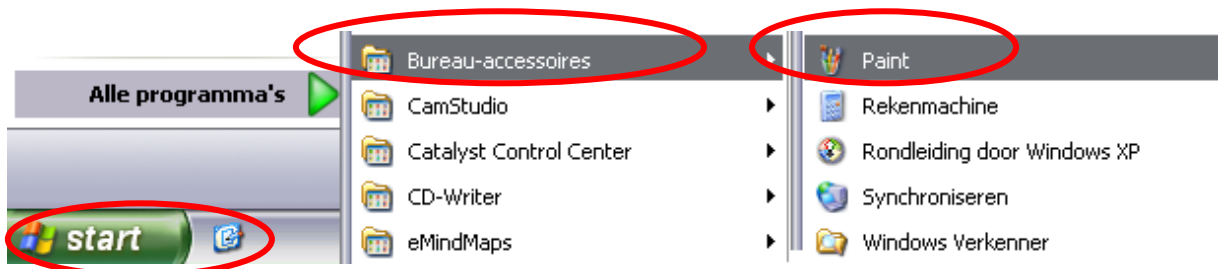 Alle programma's
start
Bureau-accessoires
CamStudio
Catalyst Control Center
CD-Writer
eMindMaps
Paint
Rekenmachine
Rondleiding door Windows XP
Synchroniseren
Windows Verkenner